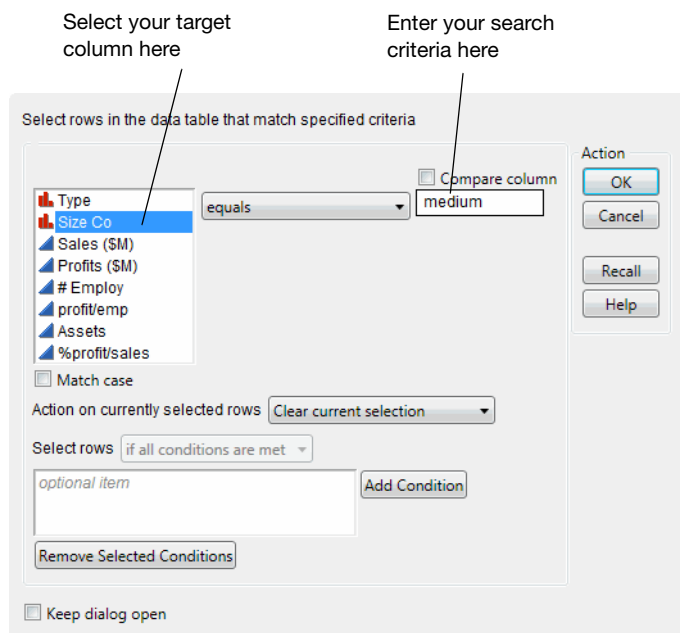 Select your target
column here
Enter your search
criteria here
Select rows in the data table that match specified criteria
Action
Compare column
OK
Type
equals
medium
Size Co
Cancel
Sales ($M)
Profits ($M)
Recall
# Employ
profit/emp
Help
Assets
%profit/sales
Match case
Action on currently selected rows Clear current selection
Select rows if all conditions are met
optional item
Add Condition
Remove Selected Conditions
Keep dialog open